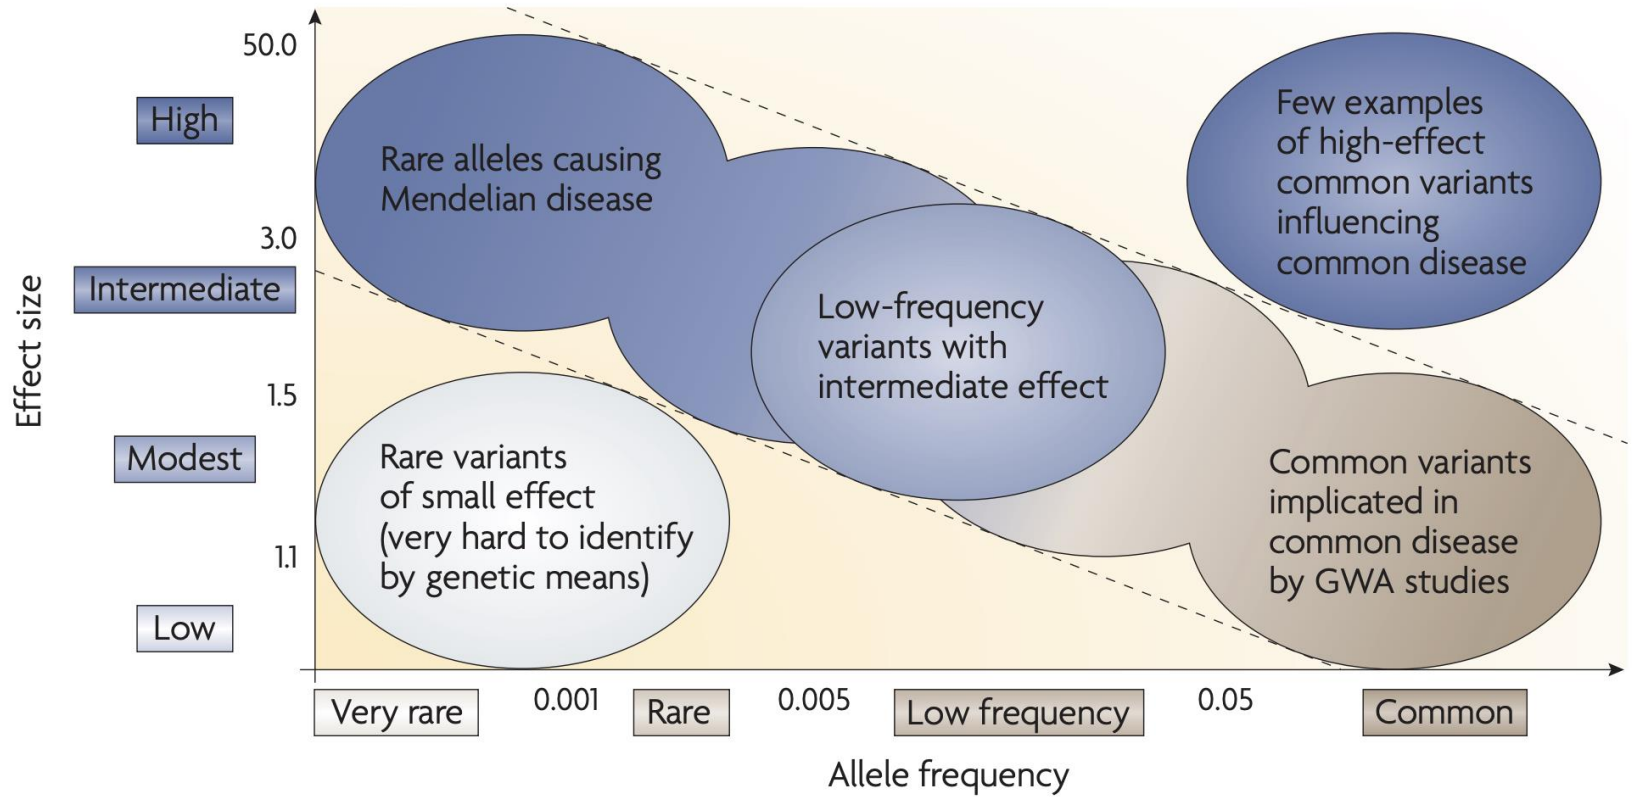 50.0
High
3.0
Intermediate
1.5
Modest
1.1
Low
Effect size
Rare alleles causing
Mendelian disease
Few examples
of high-effect
common variants
influencing
common disease
Low-frequency
variants with
intermediate effect
Rare variants
of small effect
(very hard to identify
by genetic means)
Common variants
implicated in
common disease
by GWA studies
Very rare
0.001
Rare
0.005
Low frequency
0.05
Common
Allele frequency